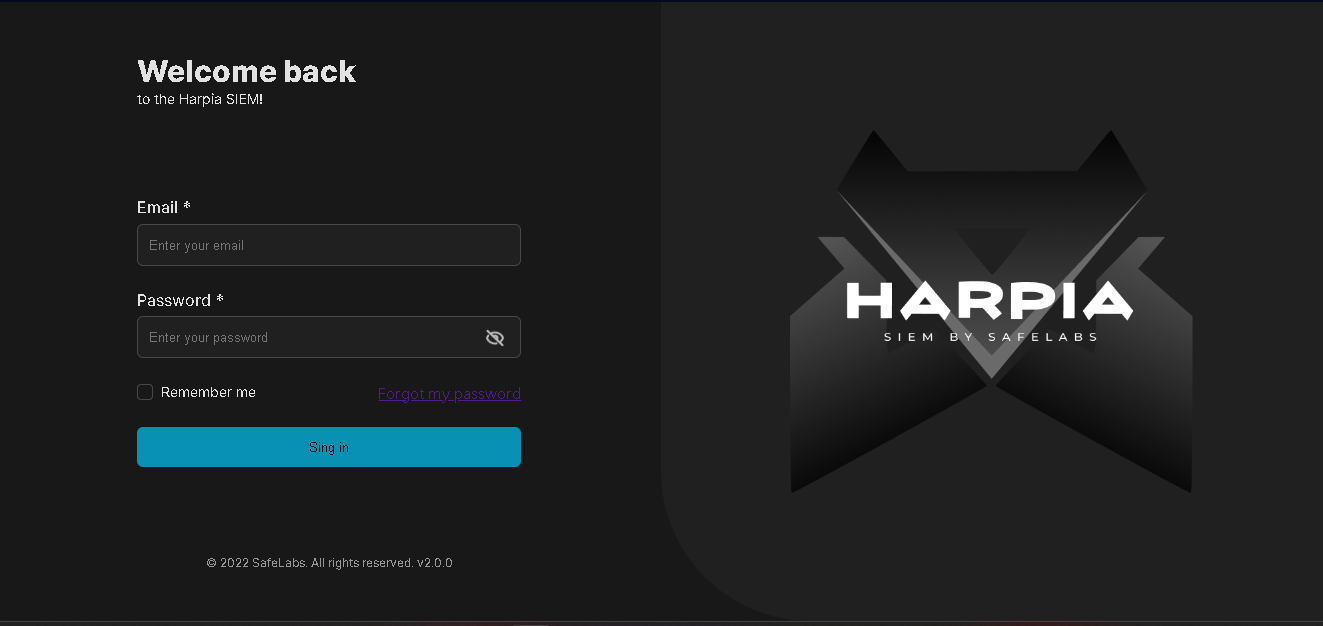 Welcome back
to the Harpia SIEM!
Email *
Enter your email
Password *
Enter your password
Remember me
Forgot my password
Sing in
© 2022 SafeLabs. All rights reserved. v2.0.0
HARPIA
SIEM BY SAFELABS